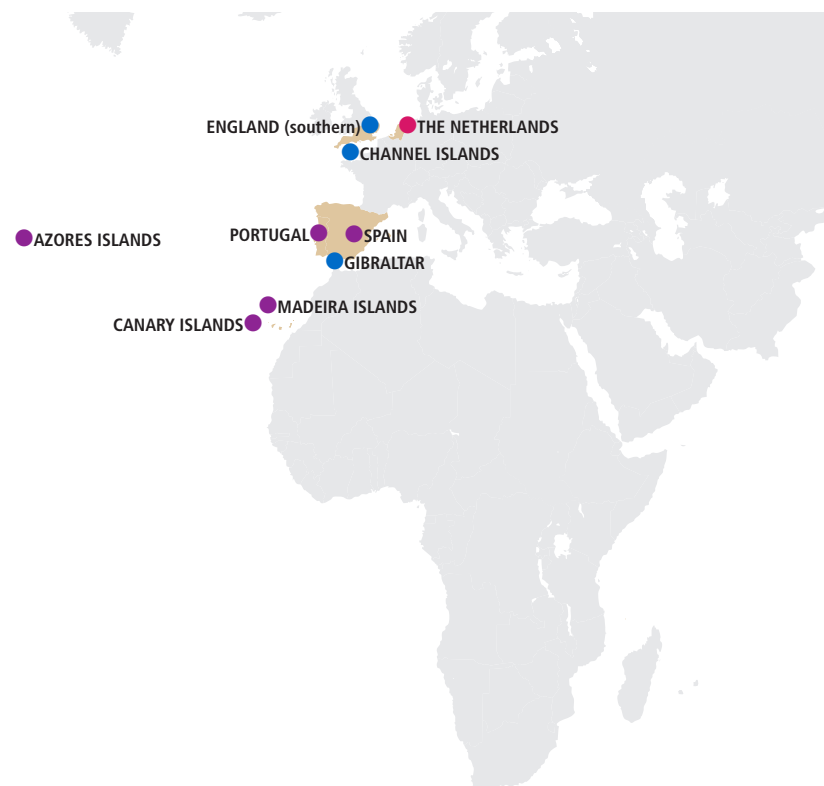 ENGLAND (southern)
THE NETHERLANDS
CHANNEL ISLANDS
AZORES ISLANDS
PORTUGAL
SPAIN
GIBRALTAR
MADEIRA ISLANDS
CANARY ISLANDS